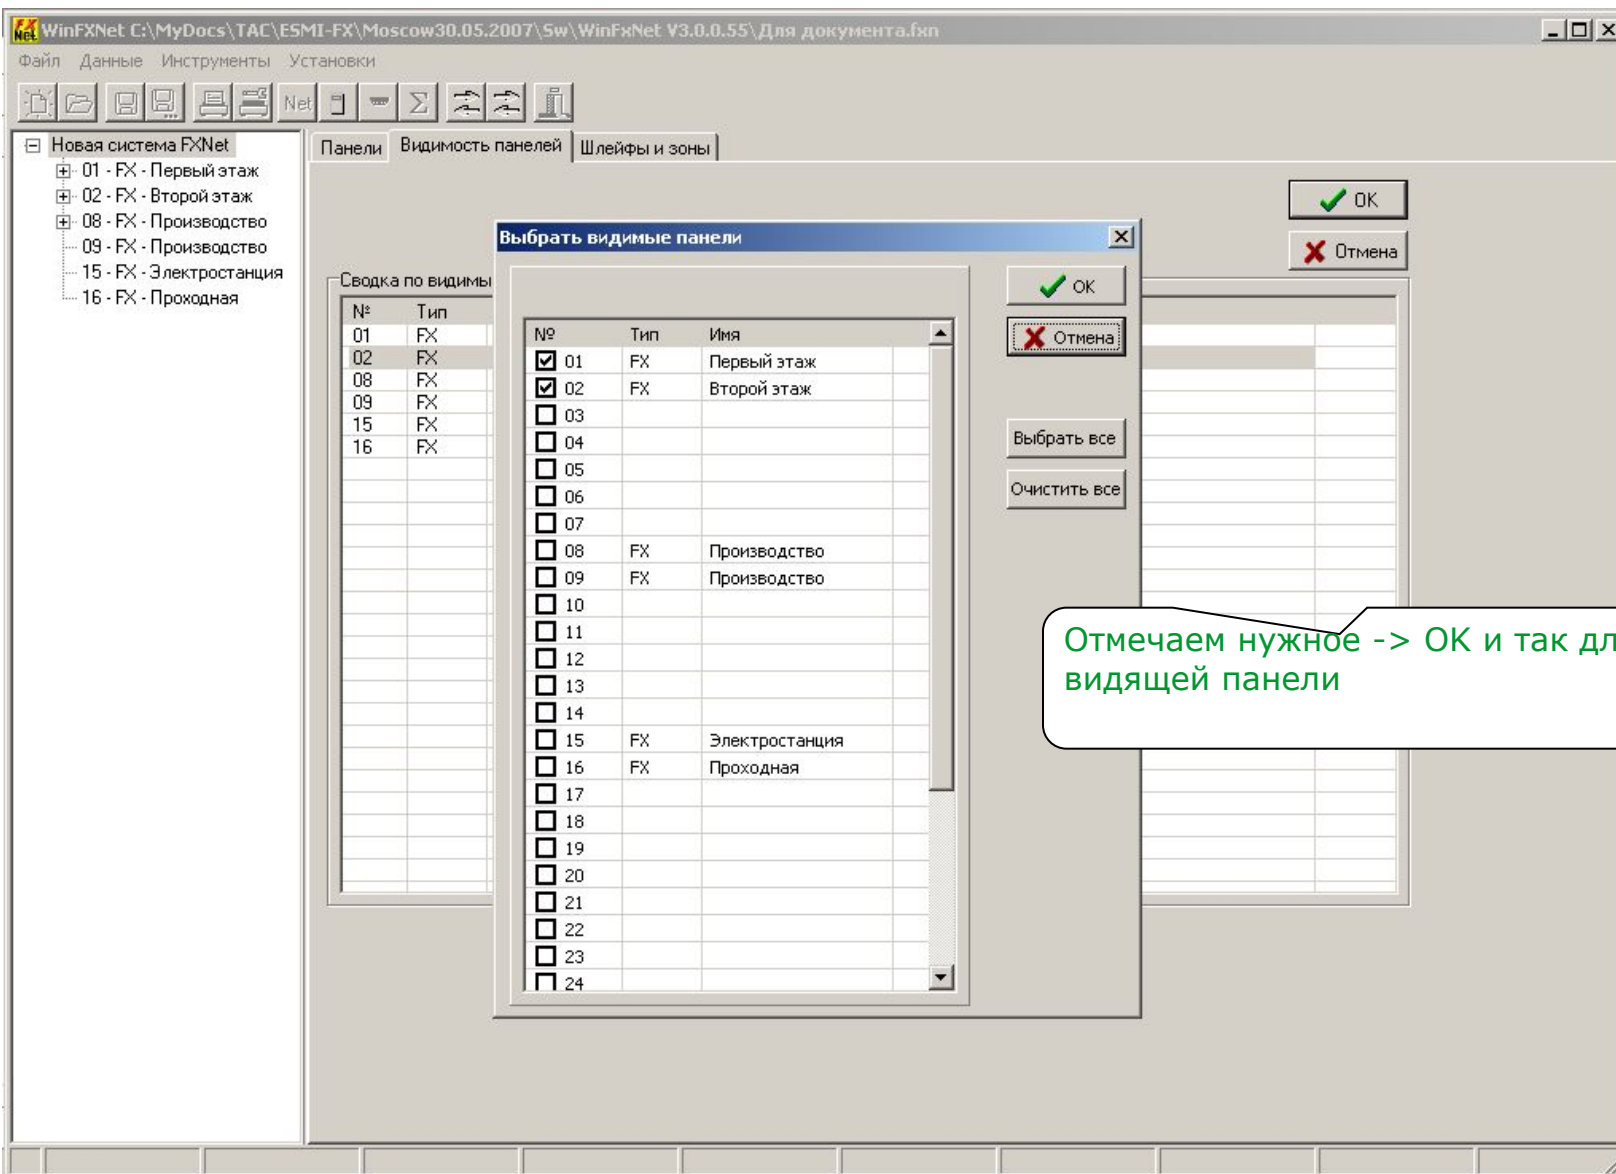 WinFXNet C:\MyDocs\TAC\ESMI-FX\Moscow30.05.2007\Sw\WinFxNet V3.0.0.55\Для документа.fxn
Файл Данные Инструменты Установки
Net
Новая система FXNet
01 - FX - Первый этаж
02 - FX - Второй этаж
08 - FX - Производство
09 - FX - Производство
15 - FX - Электростанция
16 - FX - Проходная
Панели Видимость панелей Шлейфы и зоны
OK
Отмена
Сводка по видимы
№ Тип
01 FX
02 FX
08 FX
09 FX
15 FX
16 FX
Выбрать видимые панели
№ Тип Имя
01 FX Первый этаж
02 FX Второй этаж
03
04
05
06
07
08 FX Производство
09 FX Производство
10
11
12
13
14
15 FX Электростанция
16 FX Проходная
17
18
19
20
21
22
23
24
OK
Отмена
Выбрать все
Очистить все
Отмечаем нужное -> OK и так дл
видящей панели